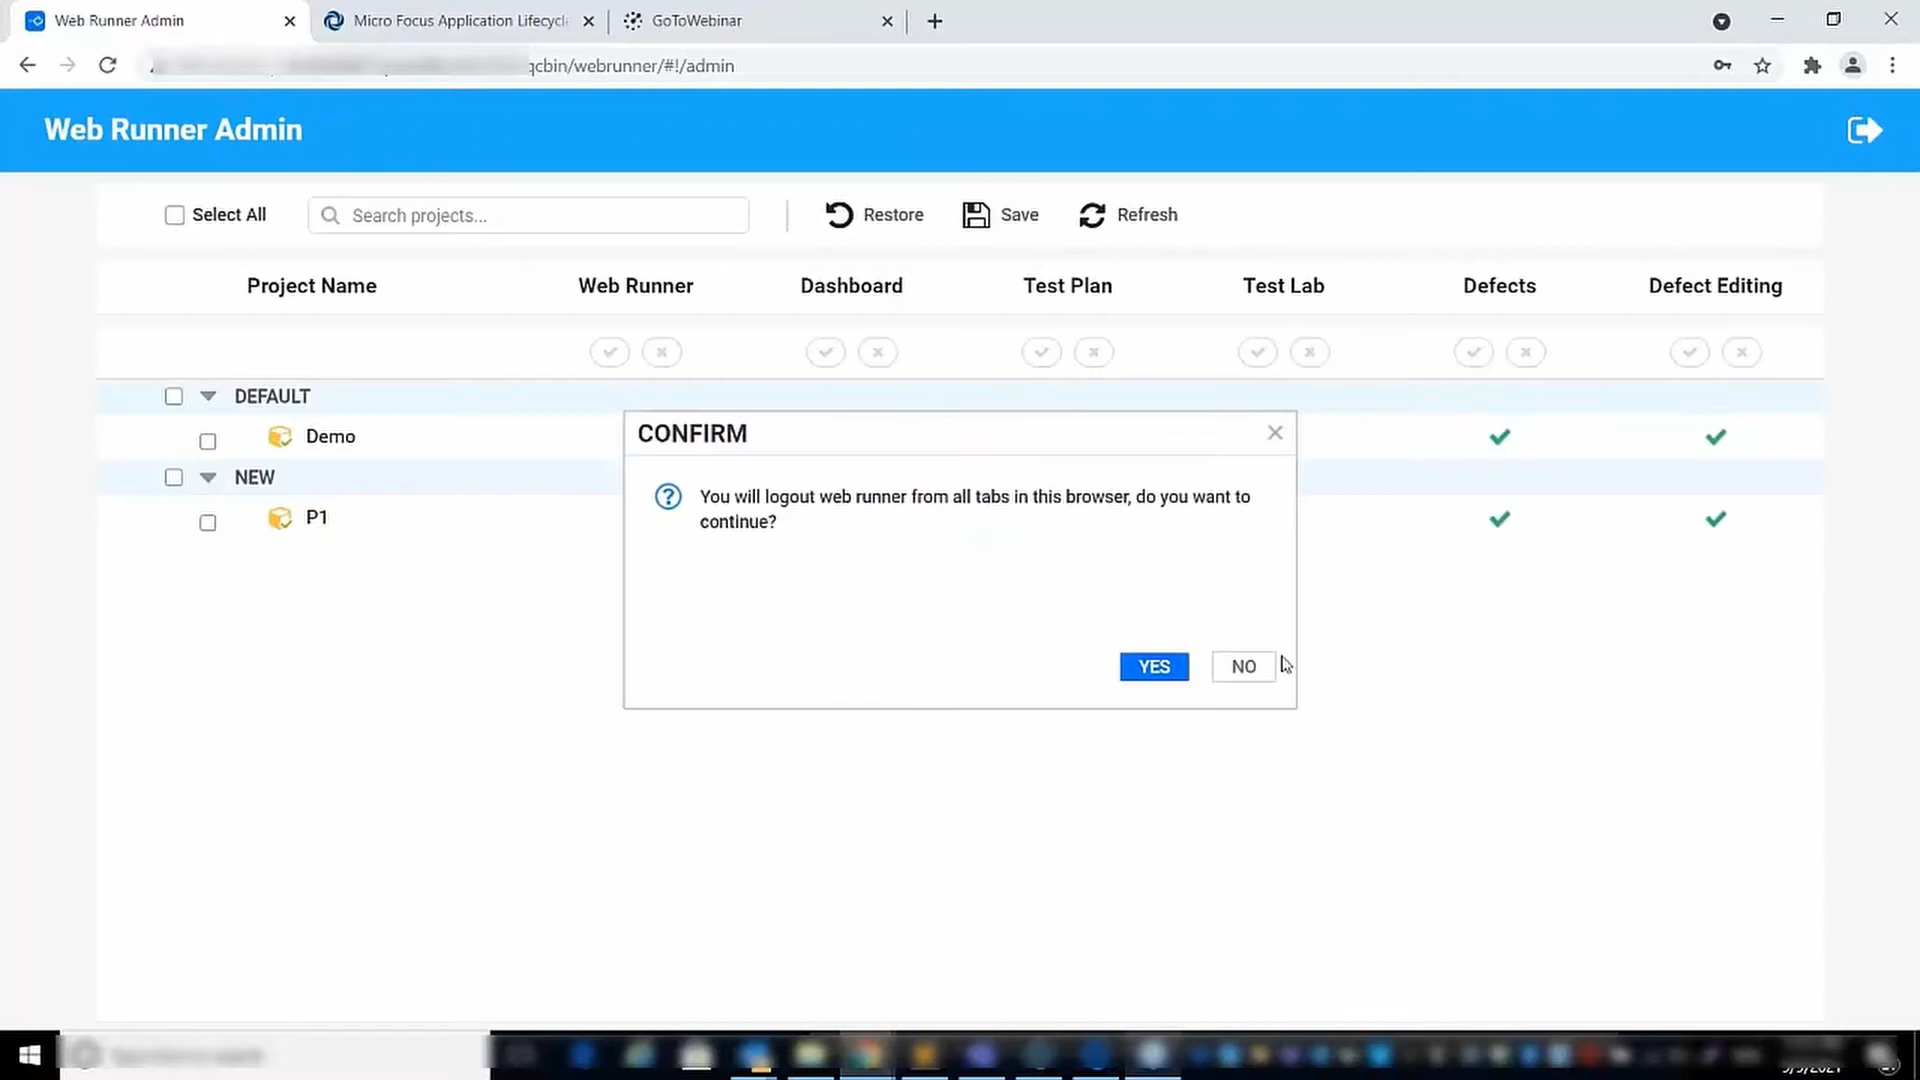 Web Runner Admin
Micro Focus Application Lifecycl
GoToWebinar
qcbin/webrunner/#!/admin
Web Runner Admin
Select All
Search projects...
Restore
Save
Refresh
Project Name
Web Runner
Dashboard
Test Plan
Test Lab
Defects
Defect Editing
DEFAULT
Demo
NEW
P1
CONFIRM
You will logout web runner from all tabs in this browser, do you want to
continue?
YES
NO